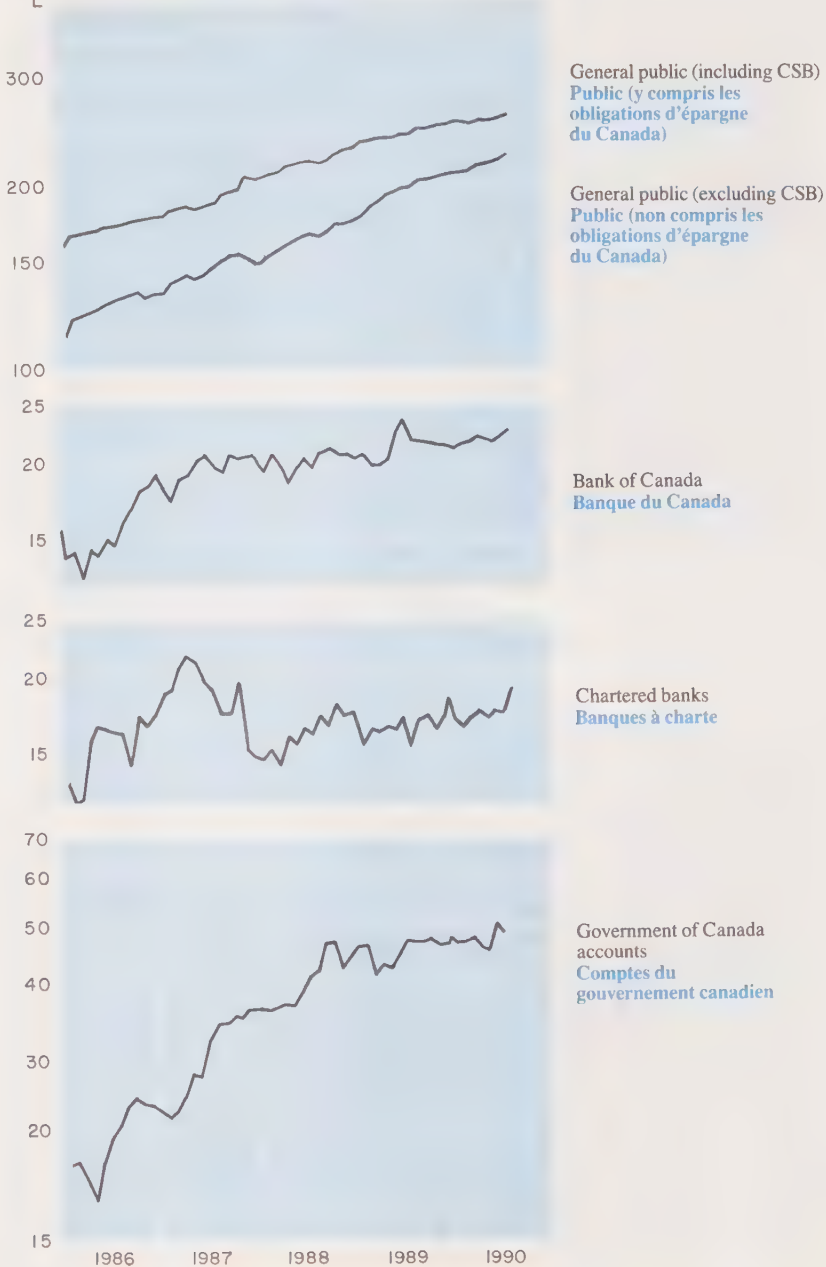 300
200
150
100
General public (including CSB)
Public (y compris les
obligations d'épargne
du Canada)
General public (excluding CSB)
Public (non compris les
obligations d'épargne
du Canada)
25
20
15
Bank of Canada
Banque du Canada
25
20
15
Chartered banks
Banques à charte
70
60
50
40
30
20
15
Government of Canada
accounts
Comptes du
gouvernement canadien
1986 1987 1988 1989 1990